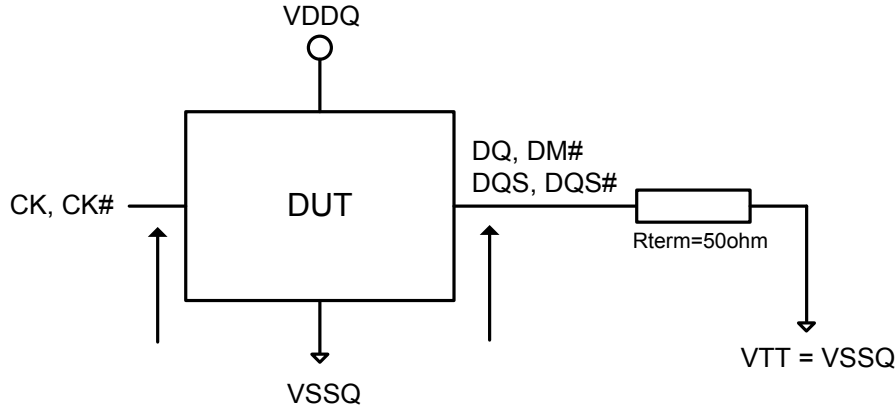 VDDQ
DQ, DM#
DQS, DQS#
CK, CK#
DUT
Rterm=50ohm
VTT = VSSQ
VSSQ